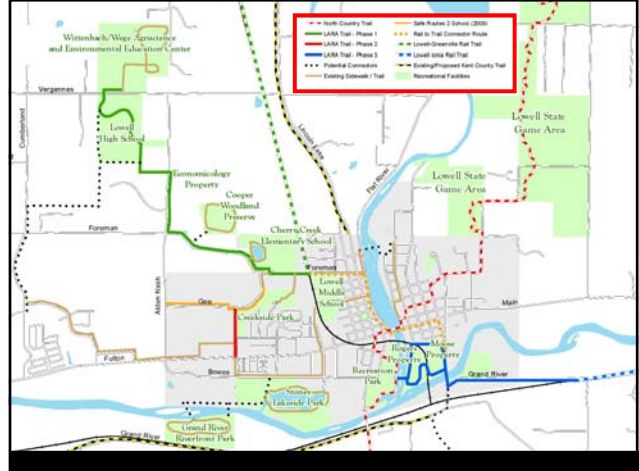 North Country Trail
LARA Trail - Phase 1
LARA Trail - Phase 2
LARA Trail - Phase 3
Potential Connectors
Existing Sidewalk / Trail
Safe Routes 2 School (2008)
Rail to Trail Connector Route
Lowell-Greenville Rail Trail
Lowell-Ionia Rail Trail
Existing/Proposed Kent County Trail
Recreational Facilities
Wittenbach/Wege Agriscience
and Environmental Education Center
Vergennes
Cumberland
Lowell
High School
Lincoln Lake
Lowell State
Game Area
Flat River
Lowell State
Game Area
Economicology
Property
Cooper
Woodland
Preserve
Foreman
Cherry Creek
Elementary School
Foreman
Alden Nash
Lowell
Middle
School
Gee
Main
Creekside Park
Fulton
Bowes
Rogers
Property
Moose
Property
Recreation
Park
Grand River
Stoney
Lakeside Park
Grand River
Riverfront Park
Grand River